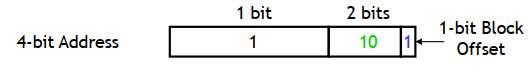 1 bit 2 bits
4-bit Address 1 10 1 1-bit Block
Offset